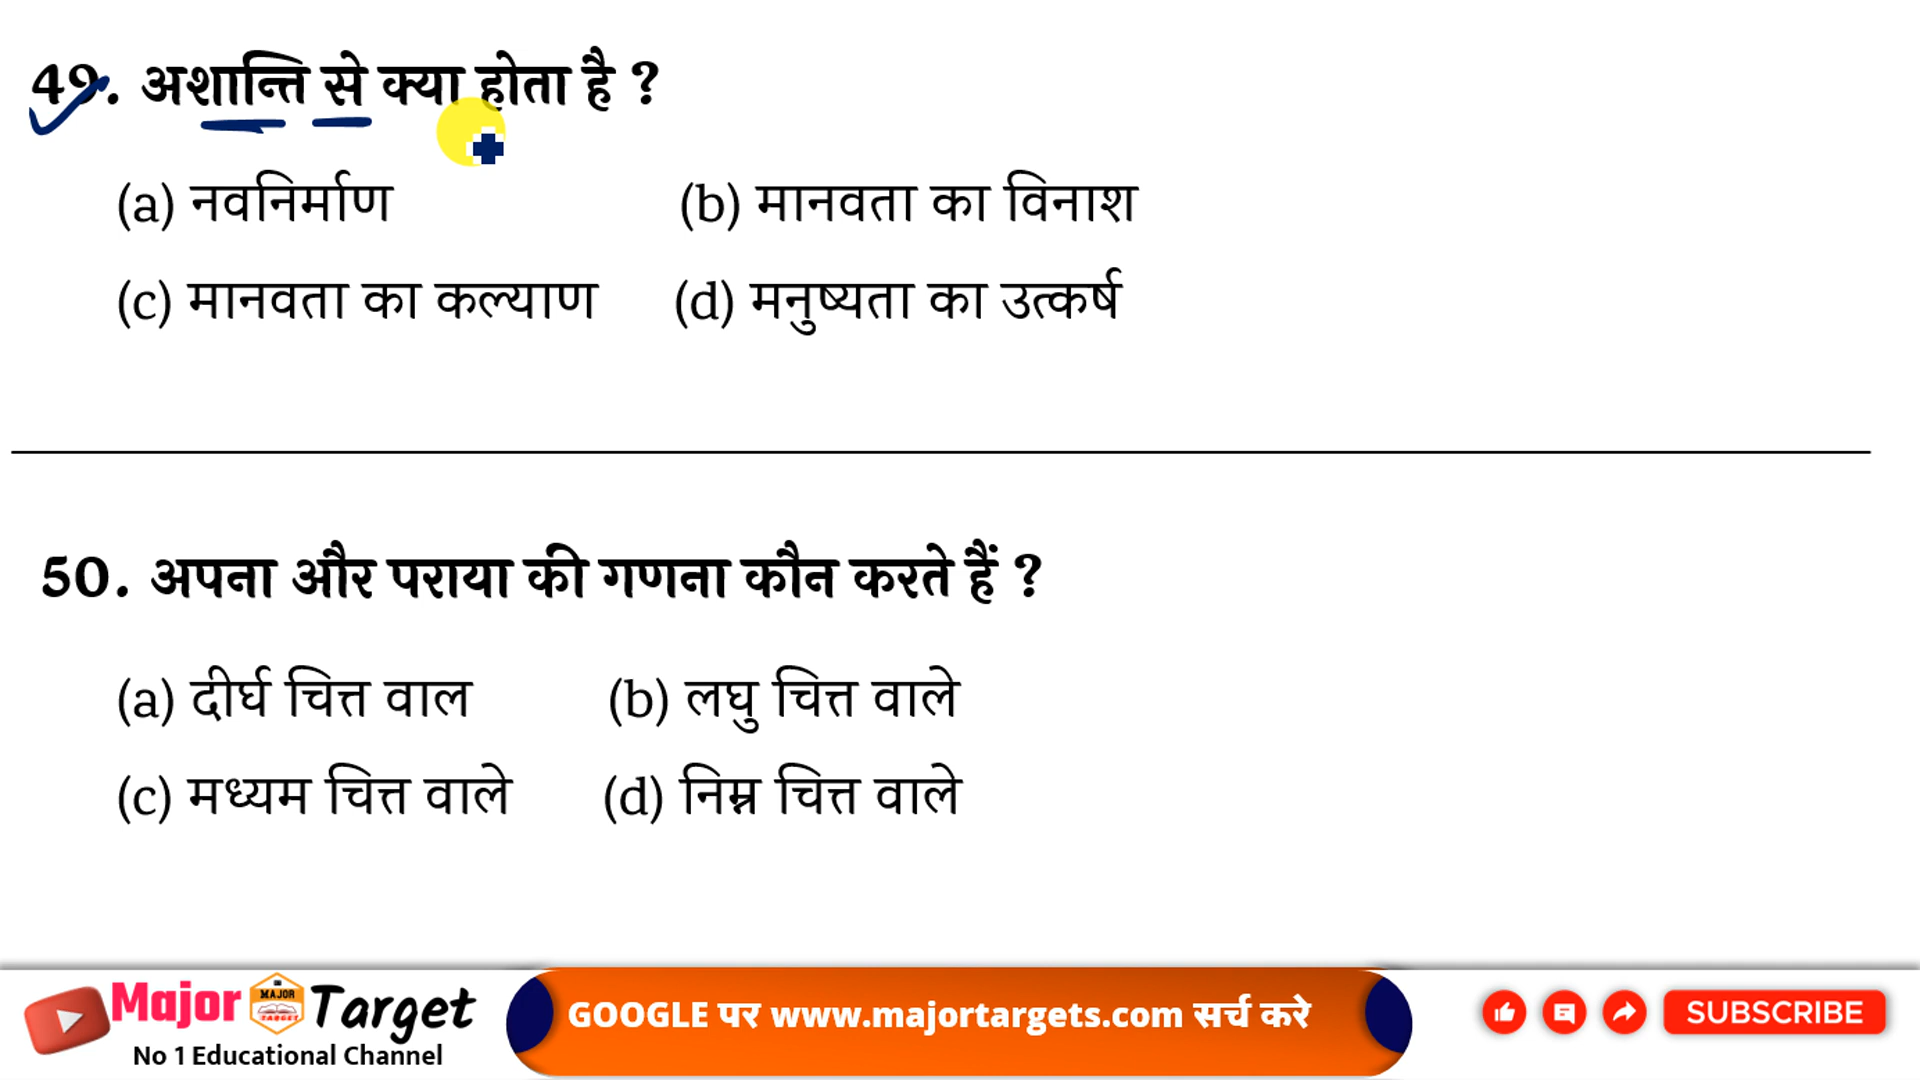 49. अशान्ति से क्या होता है ?
(a) नवनिर्माण (b) मानवता का विनाश
(c) मानवता का कल्याण (d) मनुष्यता का उत्कर्ष
50. अपना और पराया की गणना कौन करते हैं ?
(a) दीर्घ चित्त वाल (b) लघु चित्त वाले
(c) मध्यम चित्त वाले (d) निम्न चित्त वाले
Major MAJOR TARGET Target
No 1 Educational Channel
GOOGLE पर www.majortargets.com सर्च करे
SUBSCRIBE